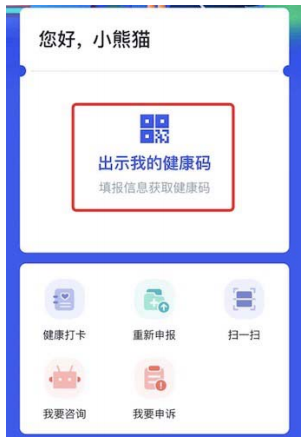 您好，小熊猫
出示我的健康码
填报信息获取健康码
健康打卡 重新申报 扫一扫
我要咨询 我要申诉